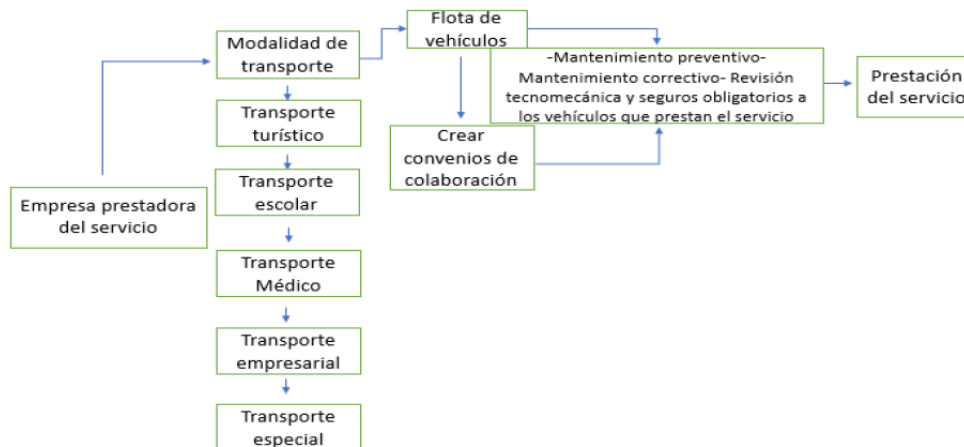 Flota de
vehículos
Modalidad de
transporte
-Mantenimiento preventivo-
Mantenimiento correctivo- Revisión
tecnomecánica y seguros obligatorios a
los vehículos que prestan el servicio
Prestación
del servicio
Transporte
turístico
Crear
convenios de
colaboración
Transporte
escolar
Empresa prestadora
del servicio
Transporte
Médico
Transporte
empresarial
Transporte
especial